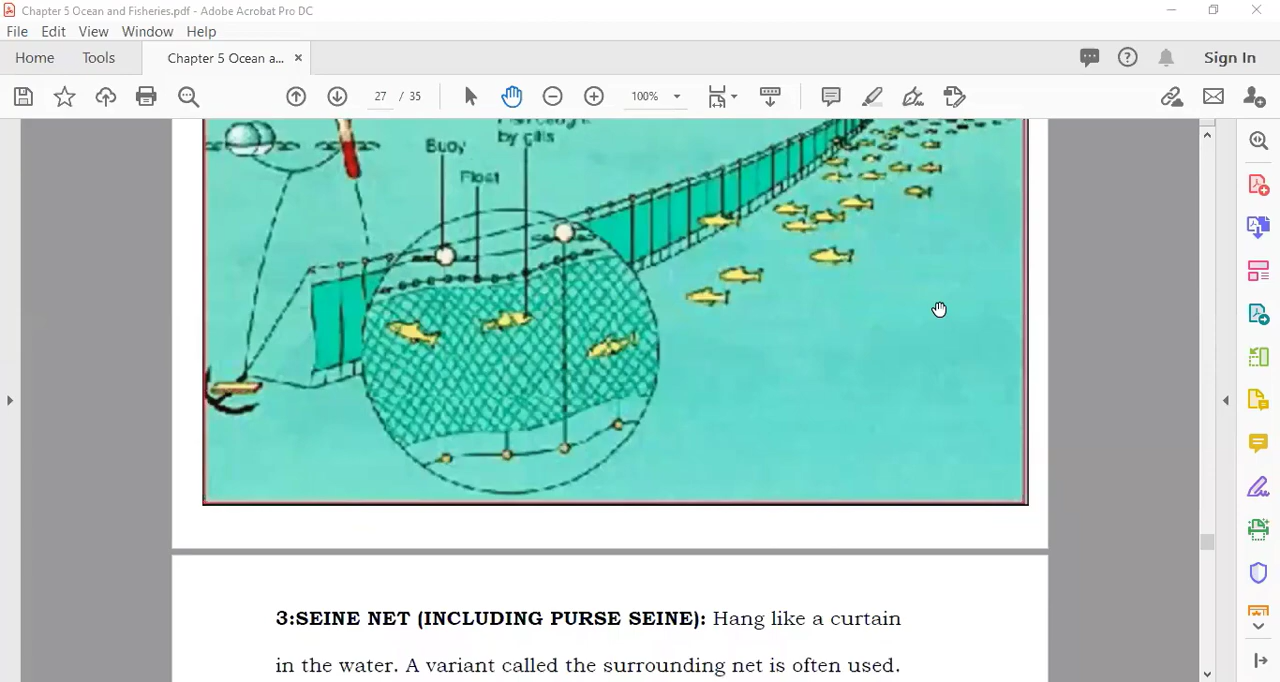 Chapter 5 Ocean and Fisheries.pdf - Adobe Acrobat Pro DC
File Edit View Window Help
Home Tools Chapter 5 Ocean a... × Sign In
27 / 35 100%
Buoy
by gills
Float
3:SEINE NET (INCLUDING PURSE SEINE): Hang like a curtain
in the water. A variant called the surrounding net is often used.